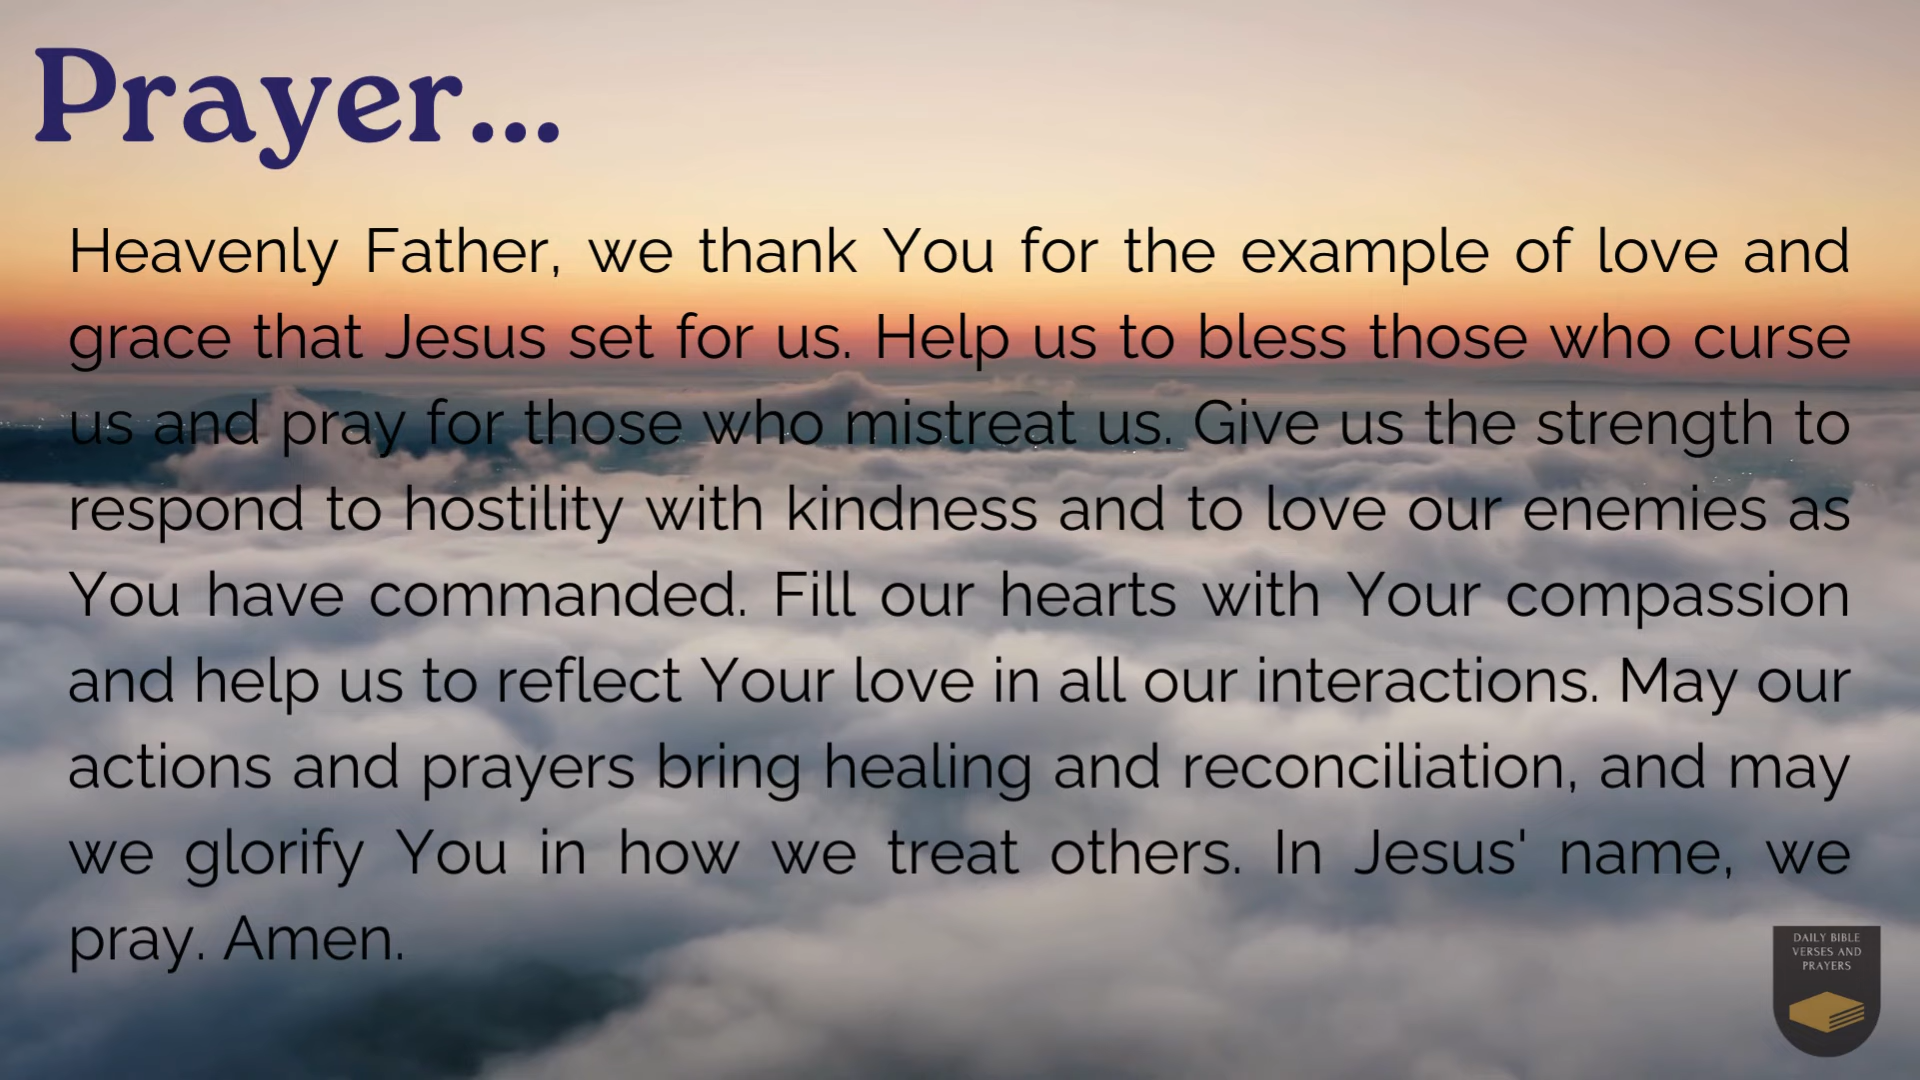 Prayer...
Heavenly Father, we thank You for the example of love and
grace that Jesus set for us. Help us to bless those who curse
us and pray for those who mistreat us. Give us the strength to
respond to hostility with kindness and to love our enemies as
You have commanded. Fill our hearts with Your compassion
and help us to reflect Your love in all our interactions. May our
actions and prayers bring healing and reconciliation, and may
we glorify You in how we treat others. In Jesus' name, we
pray. Amen.
DAILY BIBLE
VERSES AND
PRAYERS